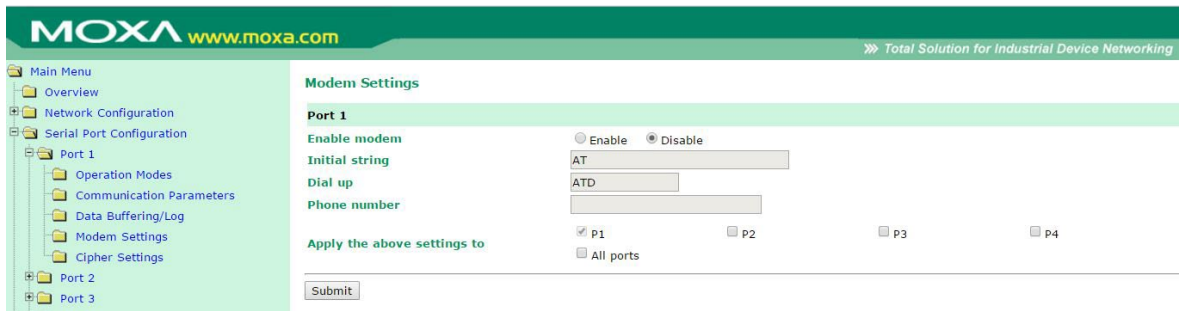 MOXA www.moxa.com
Total Solution for Industrial Device Networking
Main Menu
Overview
Network Configuration
Serial Port Configuration
Port 1
Operation Modes
Communication Parameters
Data Buffering/Log
Modem Settings
Cipher Settings
Port 2
Port 3
Modem Settings
Port 1
Enable modem Enable Disable
Initial string AT
Dial up ATD
Phone number
Apply the above settings to P1 P2 P3 P4
All ports
Submit